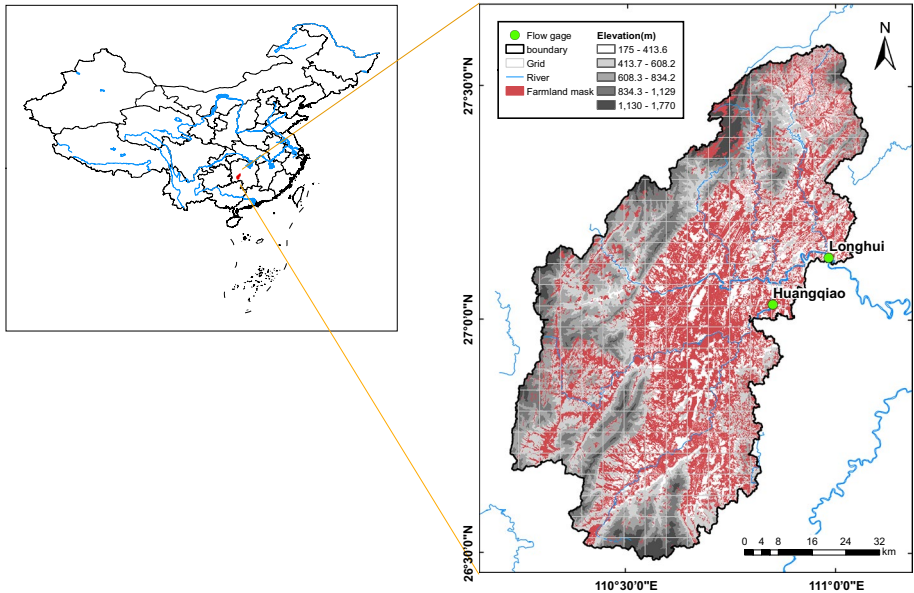 Flow gage
boundary
Grid
River
Farmland mask
Elevation(m)
175 - 413.6
413.7 - 608.2
608.3 - 834.2
834.3 - 1,129
1,130 - 1,770
N
27°30'0"N
27°0'0"N
26°30'0"N
Longhui
Huangqiao
0 4 8 16 24 32
km
110°30'0"E
111°0'0"E